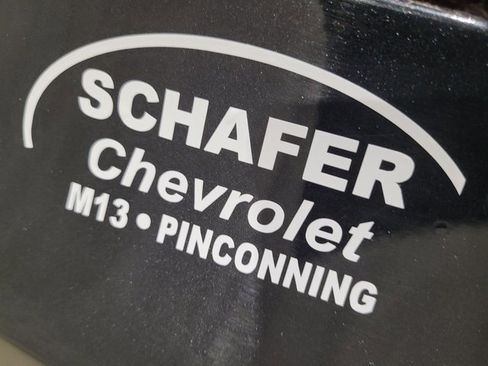 SCHAFER
Chevrolet
M13 • PINCONNING